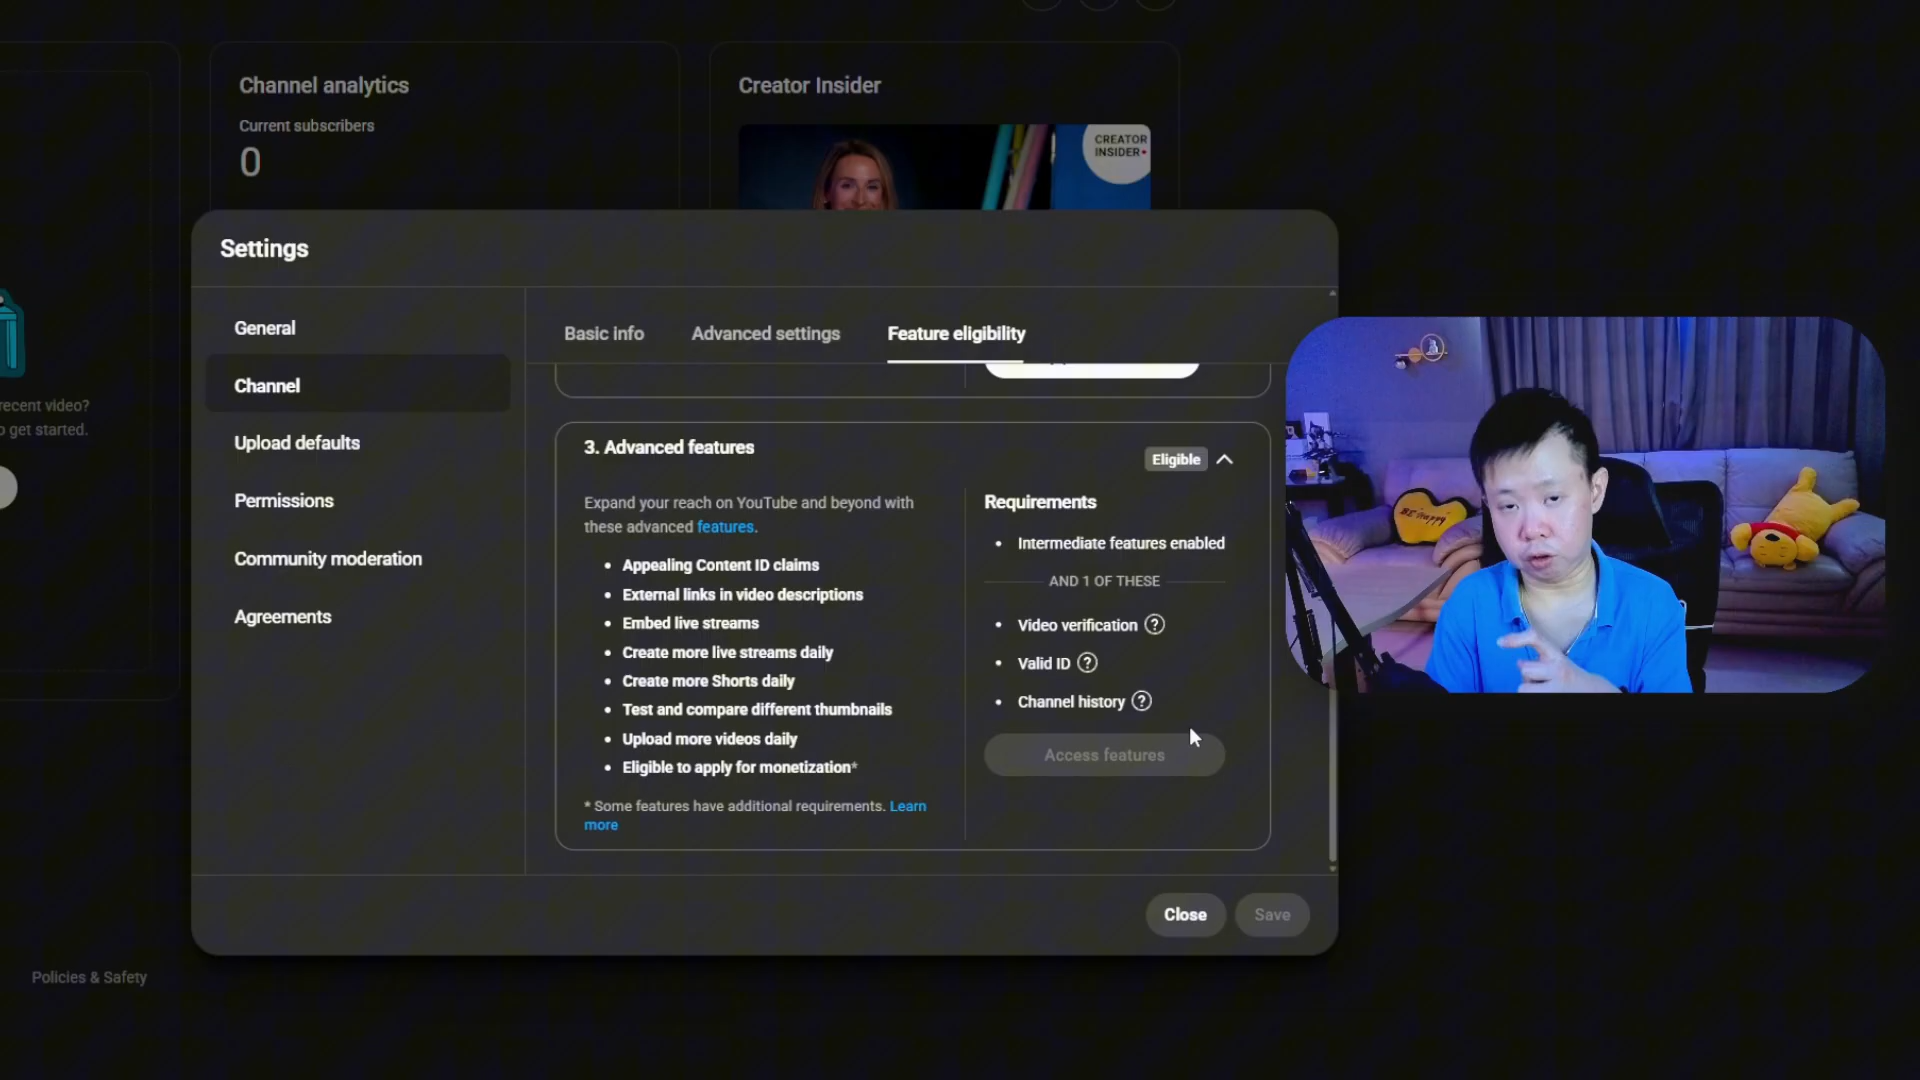 Channel analytics
Current subscribers
0
Creator Insider
CREATOR
INSIDER
recent video?
o get started.
Settings
General
Channel
Upload defaults
Permissions
Community moderation
Agreements
Basic info
Advanced settings
Feature eligibility
3. Advanced features
Eligible
Expand your reach on YouTube and beyond with
these advanced features.
• Appealing Content ID claims
• External links in video descriptions
• Embed live streams
• Create more live streams daily
• Create more Shorts daily
• Test and compare different thumbnails
• Upload more videos daily
• Eligible to apply for monetization*
* Some features have additional requirements. Learn
more
Requirements
• Intermediate features enabled
AND 1 OF THESE
• Video verification ?
• Valid ID ?
• Channel history ?
Access features
Close
Save
Policies & Safety
BE happy